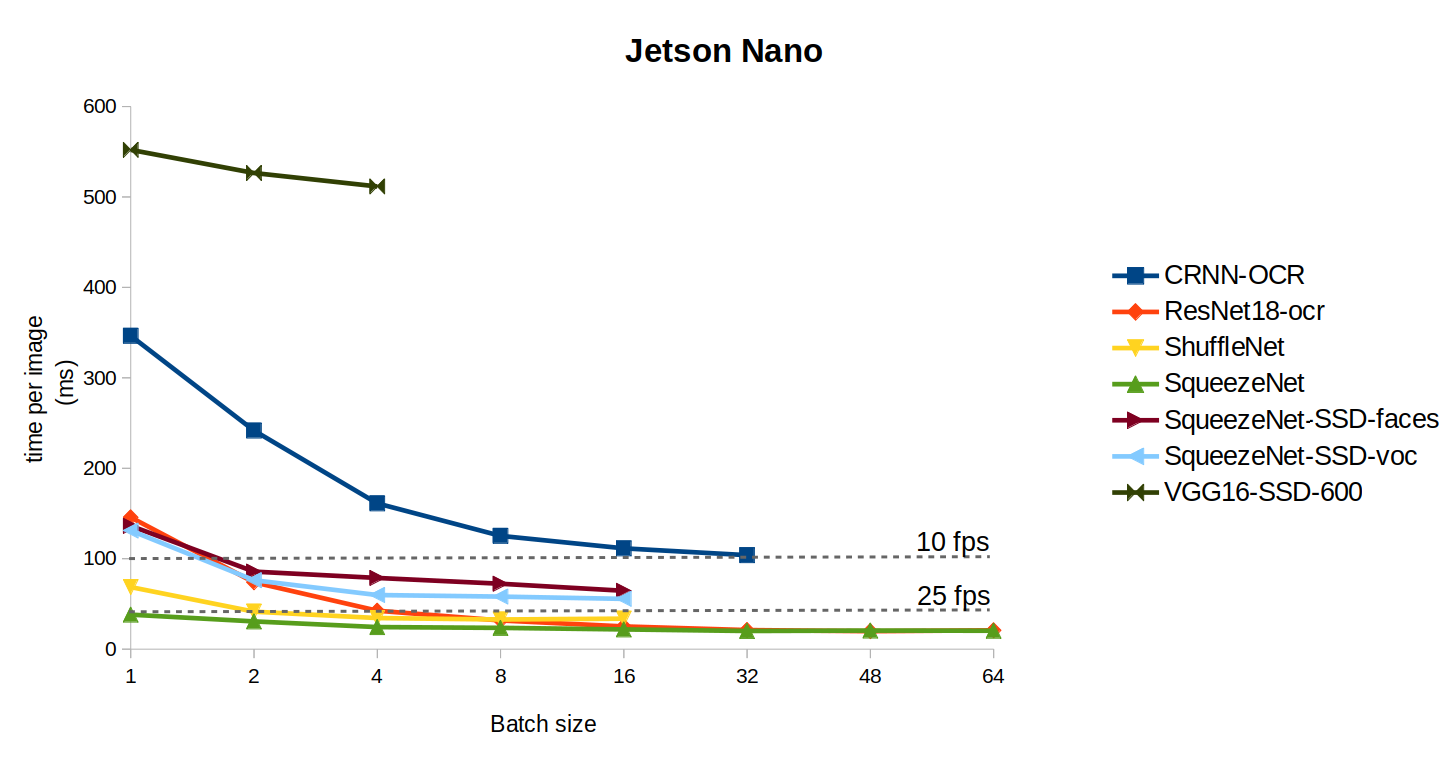 Jetson Nano
600
500
400
300
200
100
0
time per image
(ms)
10 fps
25 fps
1 2 4 8 16 32 48 64
Batch size
CRNN-OCR
ResNet18-ocr
ShuffleNet
SqueezeNet
SqueezeNet-SSD-faces
SqueezeNet-SSD-voc
VGG16-SSD-600